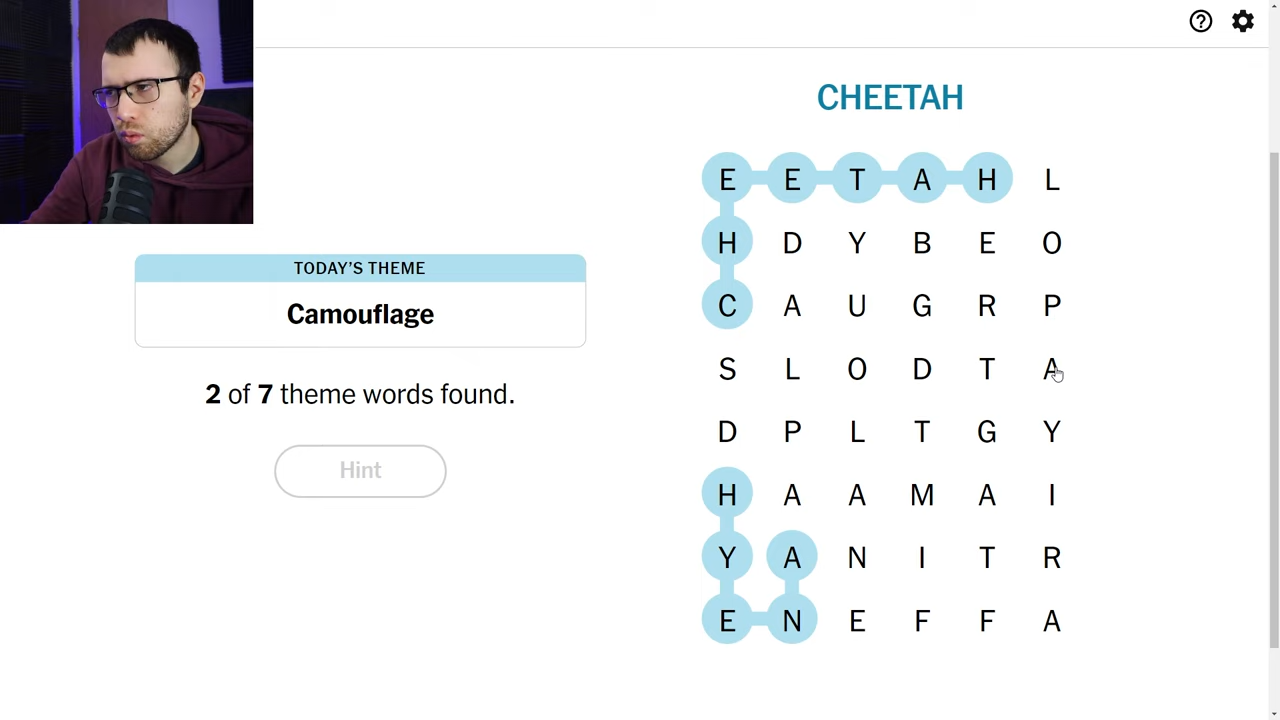 CHEETAH
TODAY'S THEME
Camouflage
2 of 7 theme words found.
Hint
E E T A H L
H D Y B E O
C A U G R P
S L O D T A
D P L T G Y
H A A M A I
Y A N I T R
E N E F F A